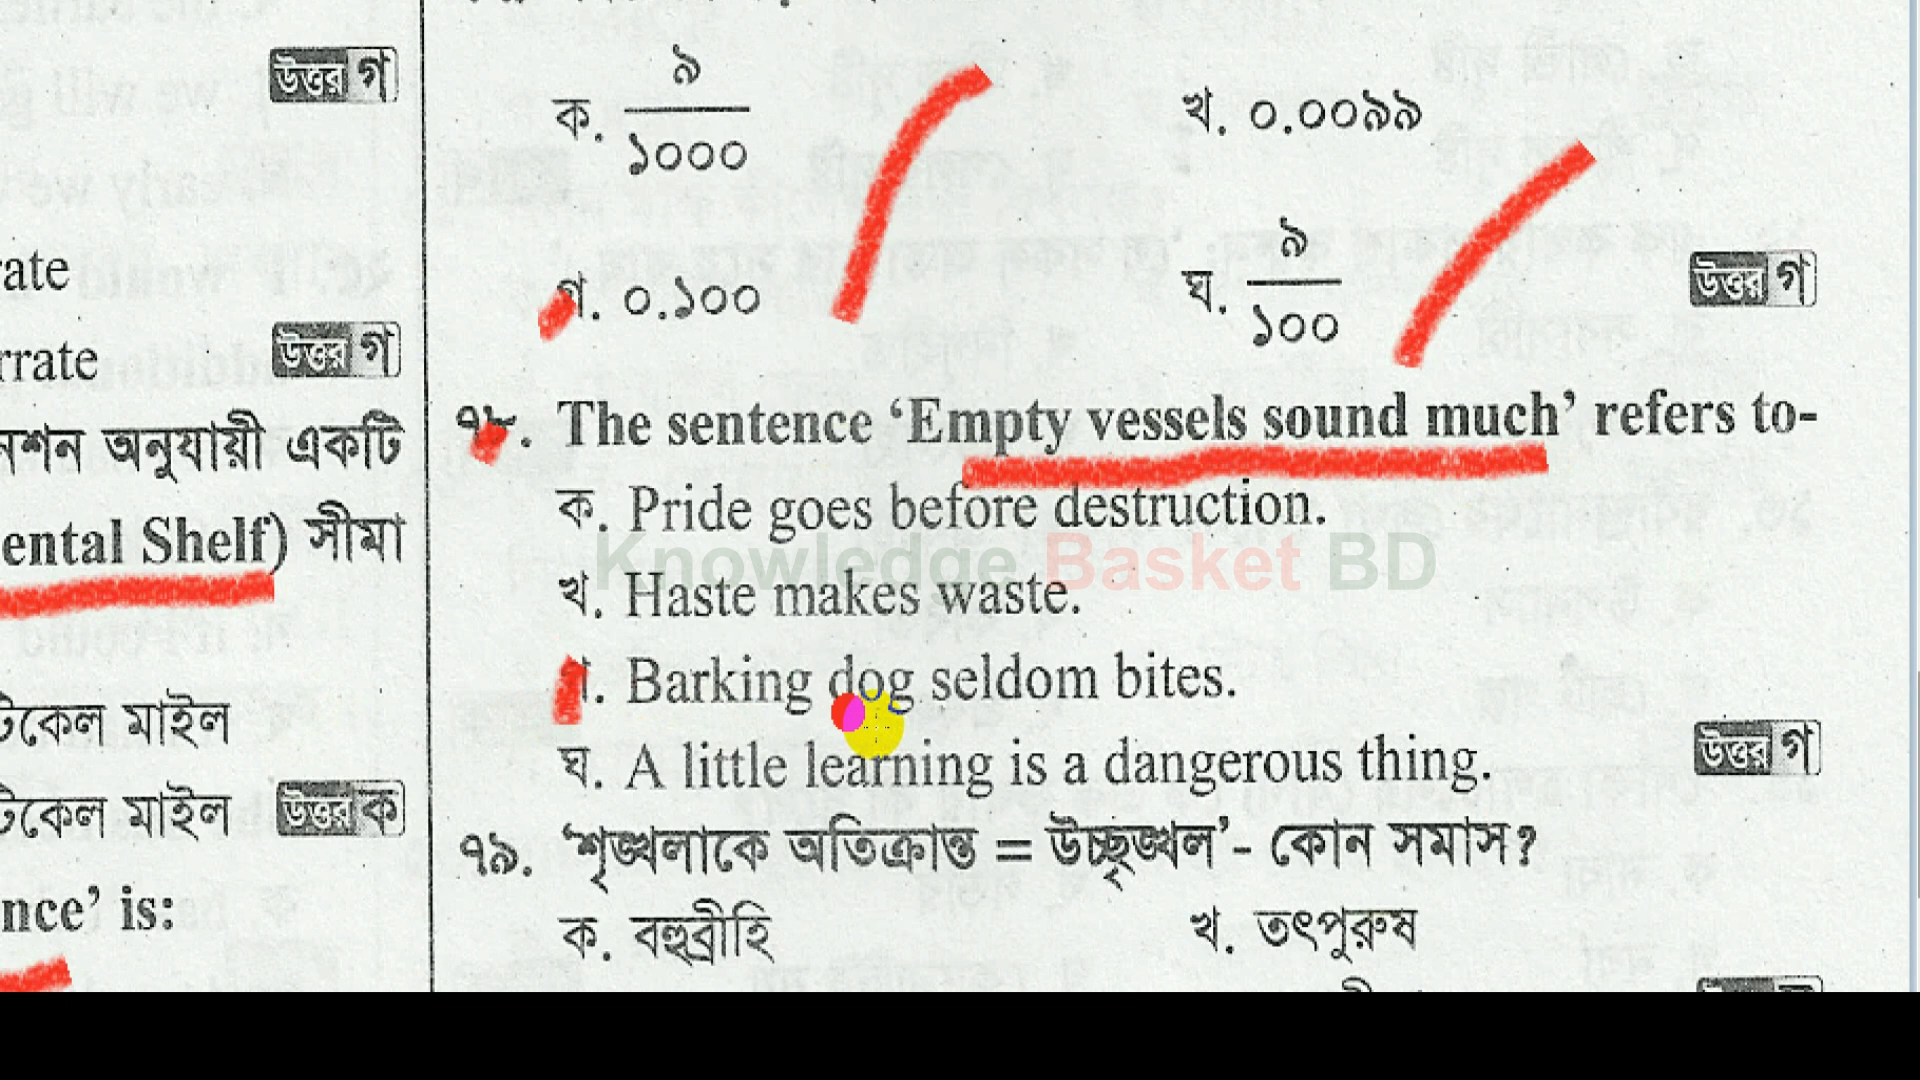 উত্তর গ
rate
rrate উত্তর গ
নশন অনুযায়ী একটি
ental Shelf) সীমা
টিকেল মাইল
টিকেল মাইল উত্তর ক
nce’ is:
ক. ৯/১০০০ খ. ০.০০৯৯
গ. ০.১০০ ঘ. ৯/১০০ উত্তর গ
৭৮. The sentence ‘Empty vessels sound much’ refers to-
ক. Pride goes before destruction.
Knowledge Basket BD
খ. Haste makes waste.
গ. Barking dog seldom bites.
ঘ. A little learning is a dangerous thing. উত্তর গ
৭৯. ‘শৃঙ্খলাকে অতিক্রান্ত = উচ্ছৃঙ্খল’- কোন সমাস?
ক. বহুব্রীহি খ. তৎপুরুষ